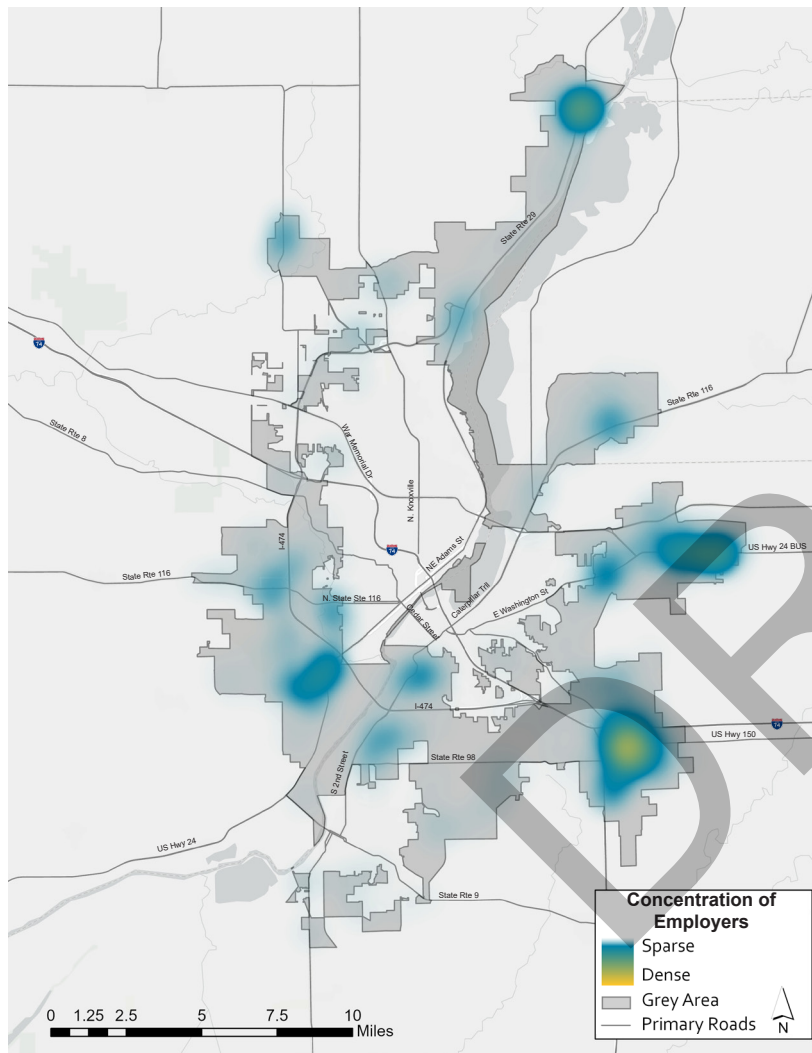 State Rte 29
74
State Rte 116
State Rte 8
War Memorial Dr
N. Knoxville
I-474
74
NE Adams St
US Hwy 24 BUS
State Rte 116
N. State Ste 116
Cedar Street
Caterpillar Trll
E Washington St
I-474
74
US Hwy 150
State Rte 98
S 2nd Street
US Hwy 24
State Rte 9
DR
Concentration of
Employers
Sparse
Dense
Grey Area
Primary Roads
N
0 1.25 2.5 5 7.5 10
Miles